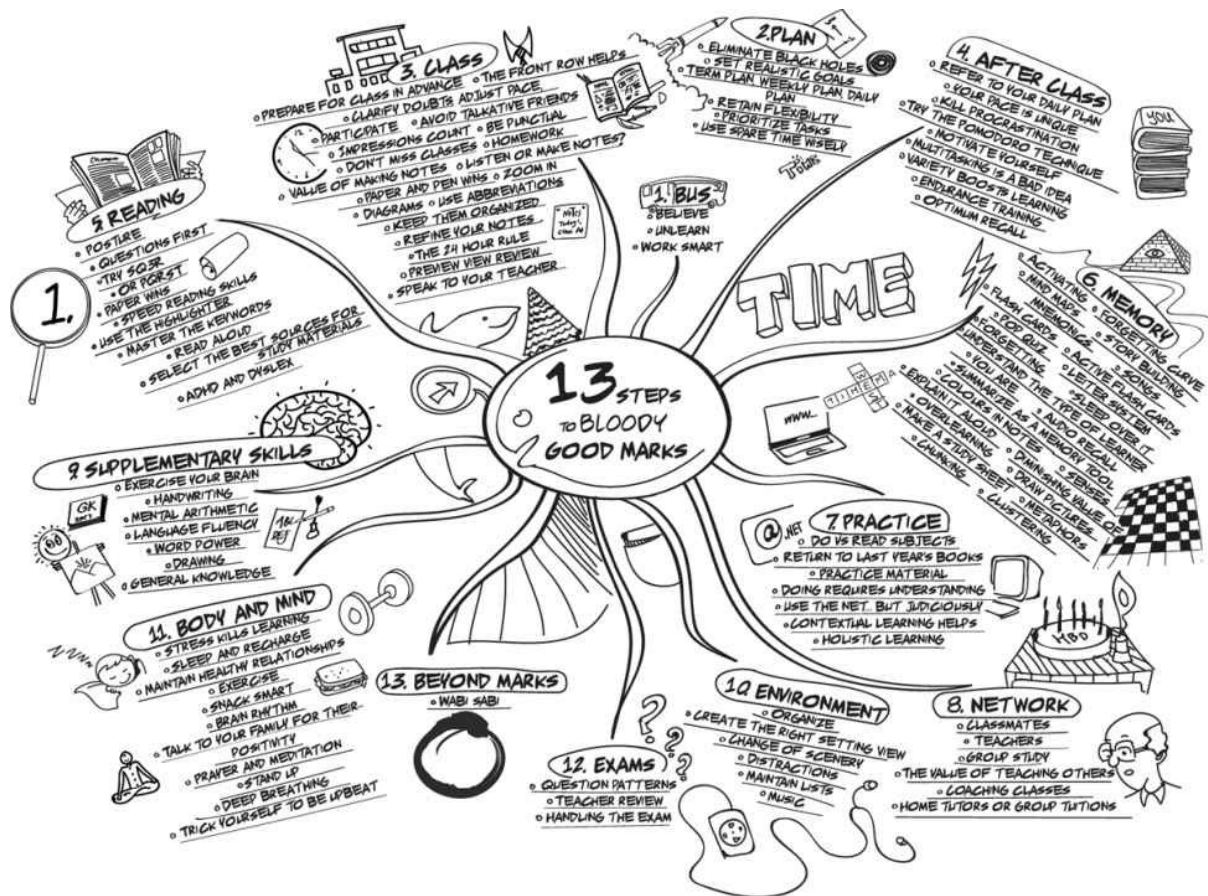 13 STEPS
TO BLOODY
GOOD MARKS
1. BUS
BELIEVE
UNLEARN
WORK SMART
2. PLAN
ELIMINATE BLACK HOLES
SET REALISTIC GOALS
TERM PLAN, WEEKLY PLAN, DAILY
PLAN
RETAIN FLEXIBILITY
PRIORITIZE TASKS
USE SPARE TIME WISELY
3. CLASS
PREPARE FOR CLASS IN ADVANCE
THE FRONT ROW HELPS
CLARIFY DOUBTS, ADJUST PACE
PARTICIPATE
AVOID TALKATIVE FRIENDS
IMPRESSIONS COUNT
BE PUNCTUAL
DON'T MISS CLASSES
HOMEWORK
VALUE OF MAKING NOTES
LISTEN OR MAKE NOTES?
PAPER AND PEN WINS
ZOOM IN
DIAGRAMS
USE ABBREVIATIONS
KEEP THEM ORGANIZED
REFINE YOUR NOTES
THE 24 HOUR RULE
PREVIEW VIEW REVIEW
SPEAK TO YOUR TEACHER
4. AFTER CLASS
REFER TO YOUR DAILY PLAN
YOUR PACE IS UNIQUE
KILL PROCRASTINATION
TRY THE POMODORO TECHNIQUE
MOTIVATE YOURSELF
MULTITASKING IS A BAD IDEA
VARIETY BOOSTS LEARNING
ENDURANCE TRAINING
OPTIMUM RECALL
YOU
5. READING
POSTURE
QUESTIONS FIRST
TRY SQ3R
OR PQRST
PAPER WINS
SPEED READING SKILLS
USE THE HIGHLIGHTER
MASTER THE KEYWORDS
READ ALOUD
SELECT THE BEST SOURCES FOR
STUDY MATERIALS
ADHD AND DYSLEX
1.
TIME
6. MEMORY
ACTIVATING
FORGETTING CURVE
MIND MAPS
STORY BUILDING
MNEMONICS
SONG
FLASH CARDS
ACTIVE FLASH CARDS
POP QUIZ
LEITER SYSTEM
FORGETTING
SLEEP OVER IT
UNDERSTAND THE TYPE OF LEARNER
YOU ARE
AUDIO RECALL
SUMMARIZE AS A MEMORY TOOL
COLOURS IN NOTES
SENSES
EXPLAIN IT ALOUD
DIMINISHING VALUE OF
OVERLEARNING
DRAW PICTURES
MAKE A STUDY SHEET
METAPHORS
CHUNKING
CLUSTERING
WWW...
7. PRACTICE
DO VS READ SUBJECTS
RETURN TO LAST YEAR'S BOOKS
PRACTICE MATERIAL
DOING REQUIRES UNDERSTANDING
USE THE NET... BUT JUDICIOUSLY
CONTEXTUAL LEARNING HELPS
HOLISTIC LEARNING
@
.NET
HBD
8. NETWORK
CLASSMATES
TEACHERS
GROUP STUDY
THE VALUE OF TEACHING OTHERS
COACHING CLASSES
HOME TUTORS OR GROUP TUITIONS
9. SUPPLEMENTARY SKILLS
EXERCISE YOUR BRAIN
HANDWRITING
MENTAL ARITHMETIC
LANGUAGE FLUENCY
WORD POWER
DRAWING
GENERAL KNOWLEDGE
GK
10. ENVIRONMENT
ORGANIZE
CREATE THE RIGHT SETTING VIEW
CHANGE OF SCENERY
DISTRACTIONS
MAINTAIN LISTS
MUSIC
11. BODY AND MIND
STRESS KILLS LEARNING
SLEEP AND RECHARGE
MAINTAIN HEALTHY RELATIONSHIPS
EXERCISE
SNACK SMART
BRAIN RHYTHM
TALK TO YOUR FAMILY FOR THEIR
POSITIVITY
PRAYER AND MEDITATION
STAND UP
DEEP BREATHING
TRICK YOURSELF TO BE UPBEAT
12. EXAMS
QUESTION PATTERNS
TEACHER REVIEW
HANDLING THE EXAM
? ? ? ?
13. BEYOND MARKS
WABI SABI